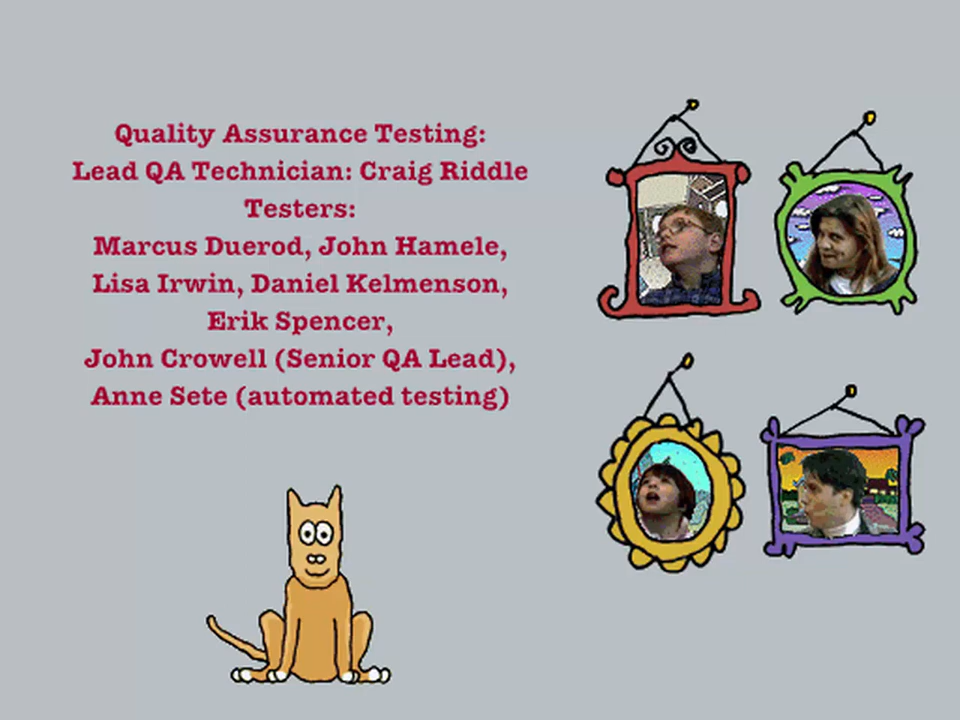 Quality Assurance Testing:
Lead QA Technician: Craig Riddle
Testers:
Marcus Duerod, John Hamele,
Lisa Irwin, Daniel Kelmenson,
Erik Spencer,
John Crowell (Senior QA Lead),
Anne Sete (automated testing)